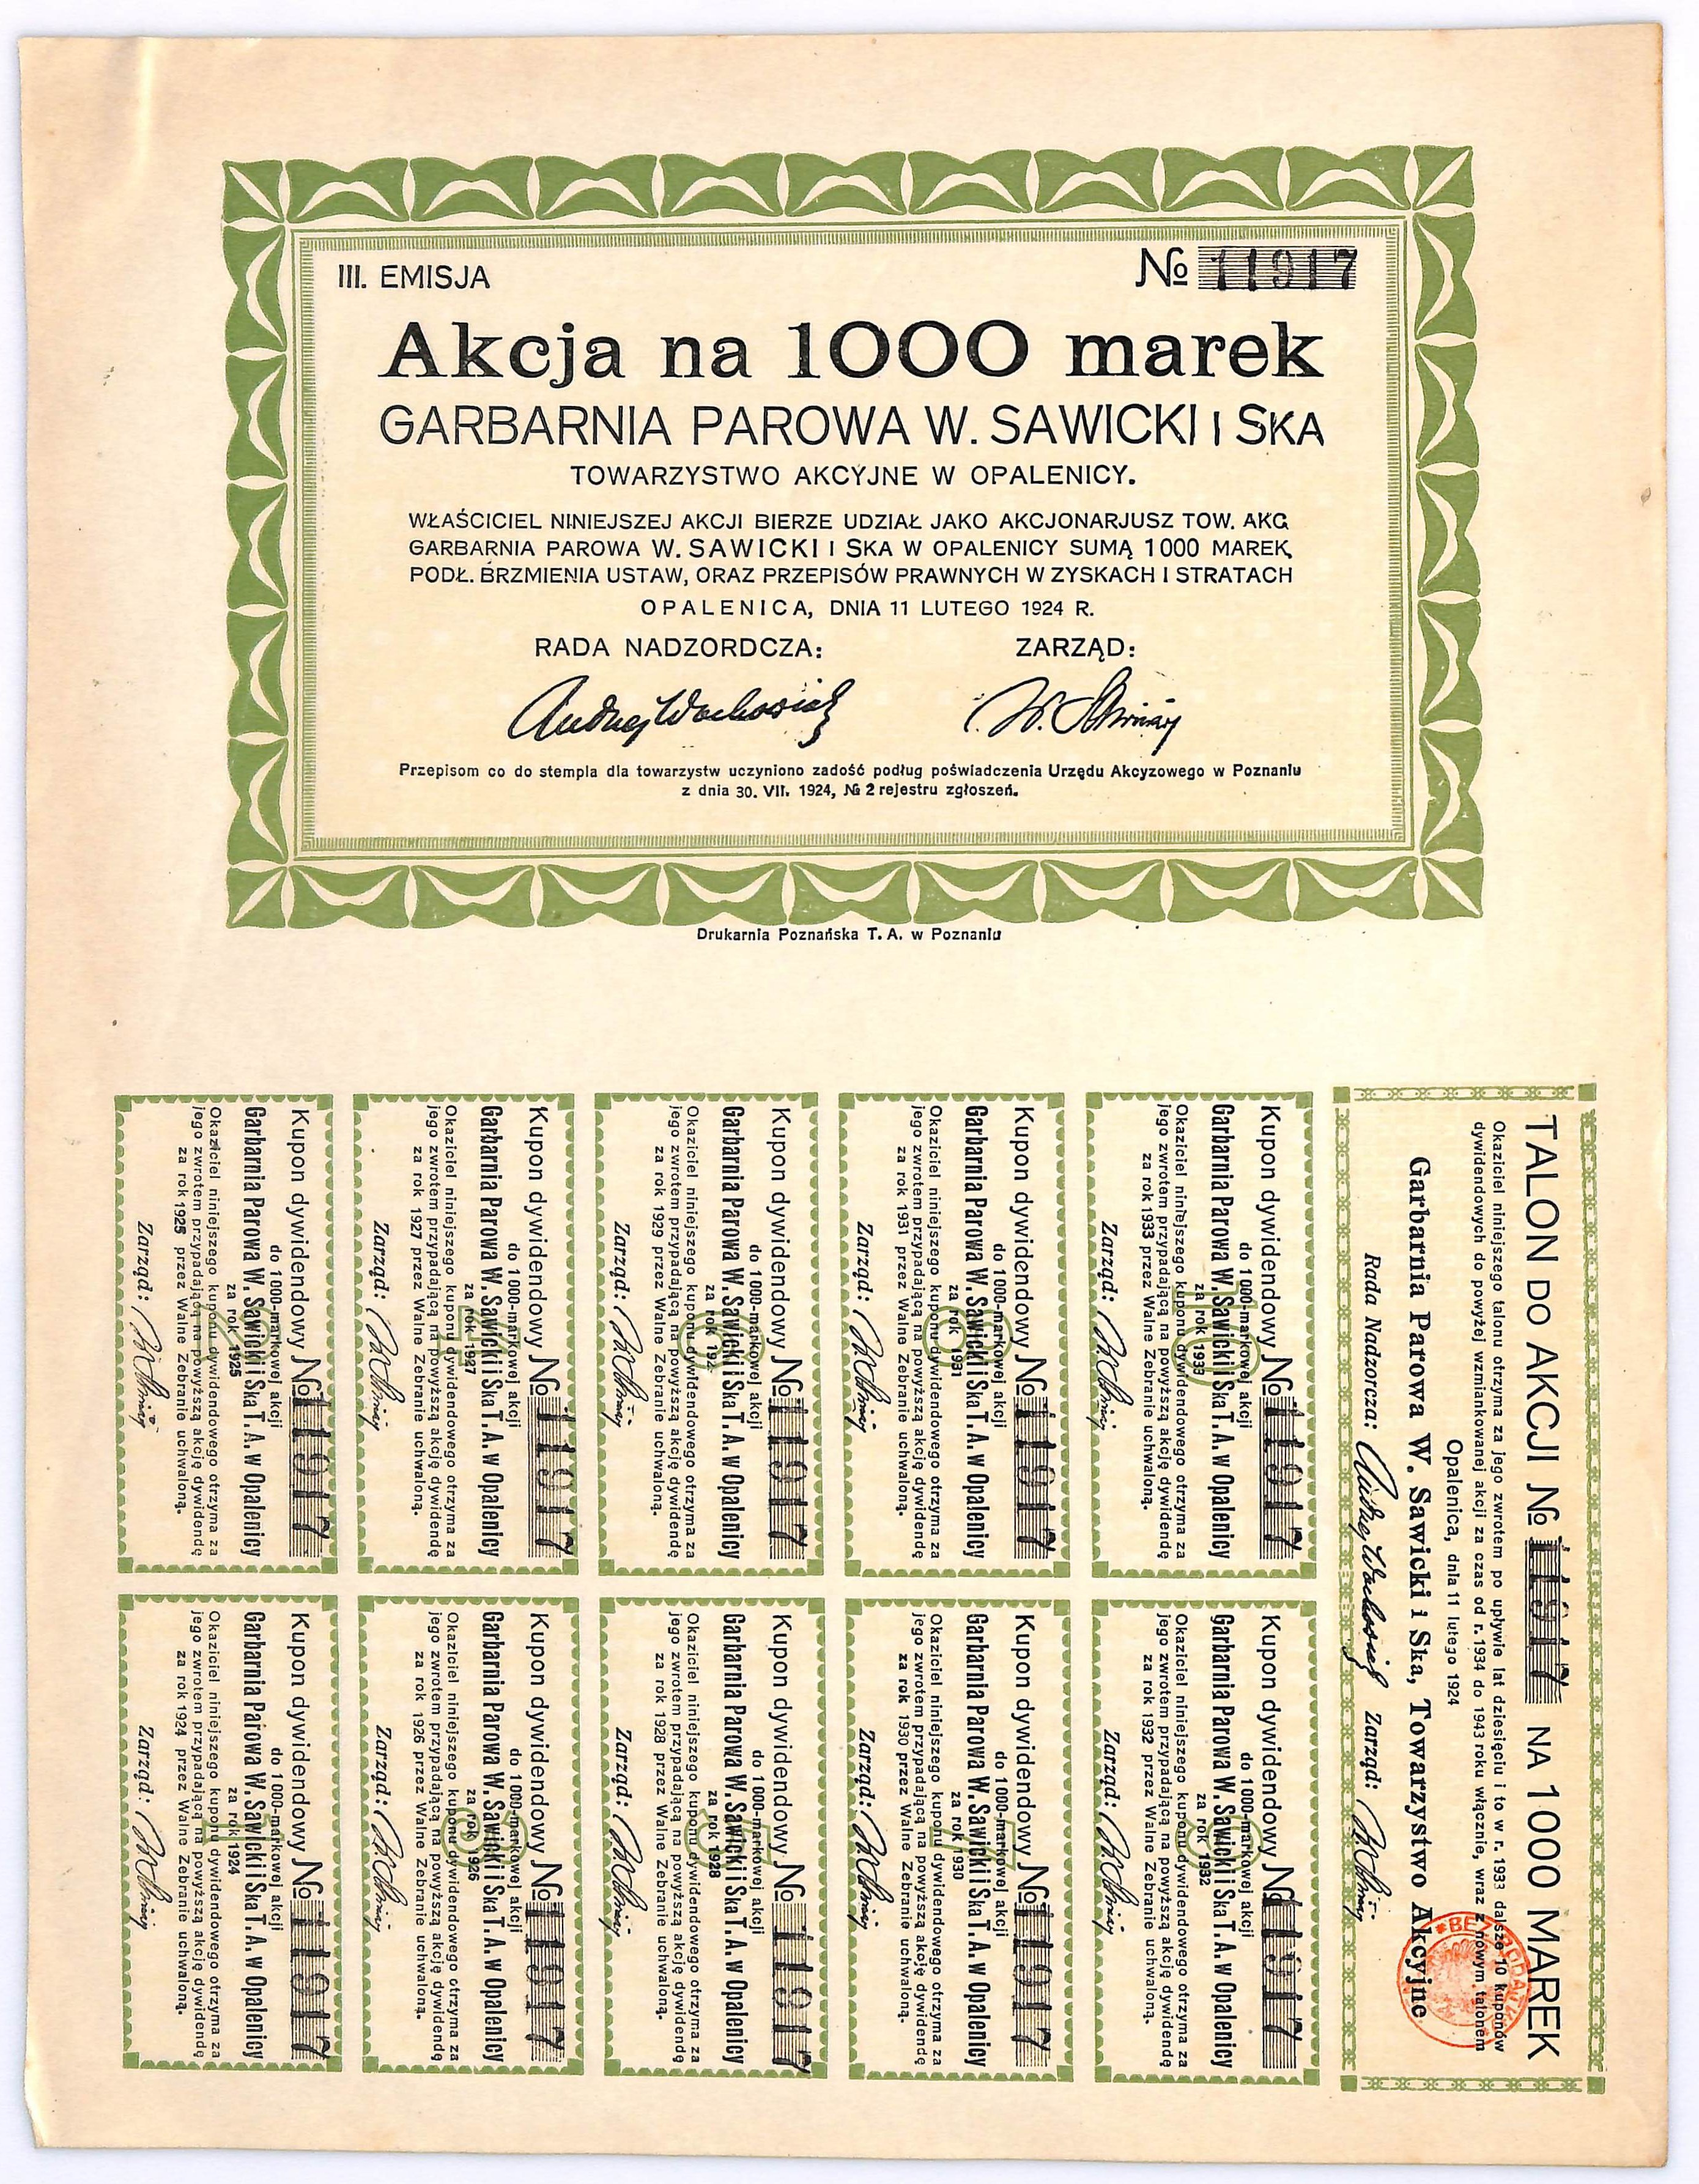 III. EMISJA
№ 11917
Akcja na 1000 marek
GARBARNIA PAROWA W. SAWICKI I SKA
TOWARZYSTWO AKCYJNE W OPALENICY.
WŁAŚCICIEL NINIEJSZEJ AKCJI BIERZE UDZIAŁ JAKO AKCJONARJUSZ TOW. AKC.
GARBARNIA PAROWA W. SAWICKI I SKA W OPALENICY SUMĄ 1000 MAREK,
PODŁ. BRZMIENIA USTAW, ORAZ PRZEPISÓW PRAWNYCH W ZYSKACH I STRATACH
OPALENICA, DNIA 11 LUTEGO 1924 R.
RADA NADZORDCZA: ZARZĄD:
Andrzej Wachowiak
Przepisom co do stempla dla towarzystw uczyniono zadość podług poświadczenia Urzędu Akcyzowego w Poznaniu
z dnia 30. VII. 1924, № 2 rejestru zgłoszeń.
Drukarnia Poznańska T. A. w Poznaniu
TALON DO AKCJI № 11917 NA 1000 MAREK
Okaziciel niniejszego talonu otrzyma za jego zwrotem po upływie lat dziesięciu i to w r. 1933 dalsze 10 kuponów
dywidendowych do powyżej wzmiankowanej akcji za czas od r. 1934 do 1943 roku włącznie, wraz z nowym talonem
Opalenica, dnia 11 lutego 1924
Garbarnia Parowa W. Sawicki i Ska, Towarzystwo Akcyjne.
Rada Nadzorcza: Andrzej Wachowiak Zarząd:
Kupon dywidendowy № 11917
do 1000-markowej akcji
Garbarnia Parowa W. Sawicki i Ska T. A. w Opalenicy
za rok 1933
10
Okaziciel niniejszego kuponu dywidendowego otrzyma za
jego zwrotem przypadającą na powyższą akcję dywidendę
za rok 1933 przez Walne Zebranie uchwaloną.
Zarząd:
Kupon dywidendowy № 11917
do 1000-markowej akcji
Garbarnia Parowa W. Sawicki i Ska T. A. w Opalenicy
za rok 1932
9
Okaziciel niniejszego kuponu dywidendowego otrzyma za
jego zwrotem przypadającą na powyższą akcję dywidendę
za rok 1932 przez Walne Zebranie uchwaloną.
Zarząd:
Kupon dywidendowy № 11917
do 1000-markowej akcji
Garbarnia Parowa W. Sawicki i Ska T. A. w Opalenicy
za rok 1931
8
Okaziciel niniejszego kuponu dywidendowego otrzyma za
jego zwrotem przypadającą na powyższą akcję dywidendę
za rok 1931 przez Walne Zebranie uchwaloną.
Zarząd:
Kupon dywidendowy № 11917
do 1000-markowej akcji
Garbarnia Parowa W. Sawicki i Ska T. A. w Opalenicy
za rok 1930
7
Okaziciel niniejszego kuponu dywidendowego otrzyma za
jego zwrotem przypadającą na powyższą akcję dywidendę
za rok 1930 przez Walne Zebranie uchwaloną.
Zarząd:
Kupon dywidendowy № 11917
do 1000-markowej akcji
Garbarnia Parowa W. Sawicki i Ska T. A. w Opalenicy
za rok 192
6
Okaziciel niniejszego kuponu dywidendowego otrzyma za
jego zwrotem przypadającą na powyższą akcję dywidendę
za rok 1929 przez Walne Zebranie uchwaloną.
Zarząd:
Kupon dywidendowy № 11917
do 1000-markowej akcji
Garbarnia Parowa W. Sawicki i Ska T. A. w Opalenicy
za rok 1928
Okaziciel niniejszego kuponu dywidendowego otrzyma za
jego zwrotem przypadającą na powyższą akcję dywidendę
za rok 1928 przez Walne Zebranie uchwaloną.
Zarząd:
Kupon dywidendowy № 11917
do 1000-markowej akcji
Garbarnia Parowa W. Sawicki i Ska T. A. w Opalenicy
za rok 1927
4
Okaziciel niniejszego kuponu dywidendowego otrzyma za
jego zwrotem przypadającą na powyższą akcję dywidendę
za rok 1927 przez Walne Zebranie uchwaloną.
Zarząd:
Kupon dywidendowy № 11917
do 1000-markowej akcji
Garbarnia Parowa W. Sawicki i Ska T. A. w Opalenicy
za rok 1926
3
Okaziciel niniejszego kuponu dywidendowego otrzyma za
jego zwrotem przypadającą na powyższą akcję dywidendę
za rok 1926 przez Walne Zebranie uchwaloną.
Zarząd:
Kupon dywidendowy № 11917
do 1000-markowej akcji
Garbarnia Parowa W. Sawicki i Ska T. A. w Opalenicy
za rok 1925
Okaziciel niniejszego kuponu dywidendowego otrzyma za
jego zwrotem przypadającą na powyższą akcję dywidendę
za rok 1925 przez Walne Zebranie uchwaloną.
Zarząd:
Kupon dywidendowy № 11917
do 1000-markowej akcji
Garbarnia Parowa W. Sawicki i Ska T. A. w Opalenicy
za rok 1924
Okaziciel niniejszego kuponu dywidendowego otrzyma za
jego zwrotem przypadającą na powyższą akcję dywidendę
za rok 1924 przez Walne Zebranie uchwaloną.
Zarząd: